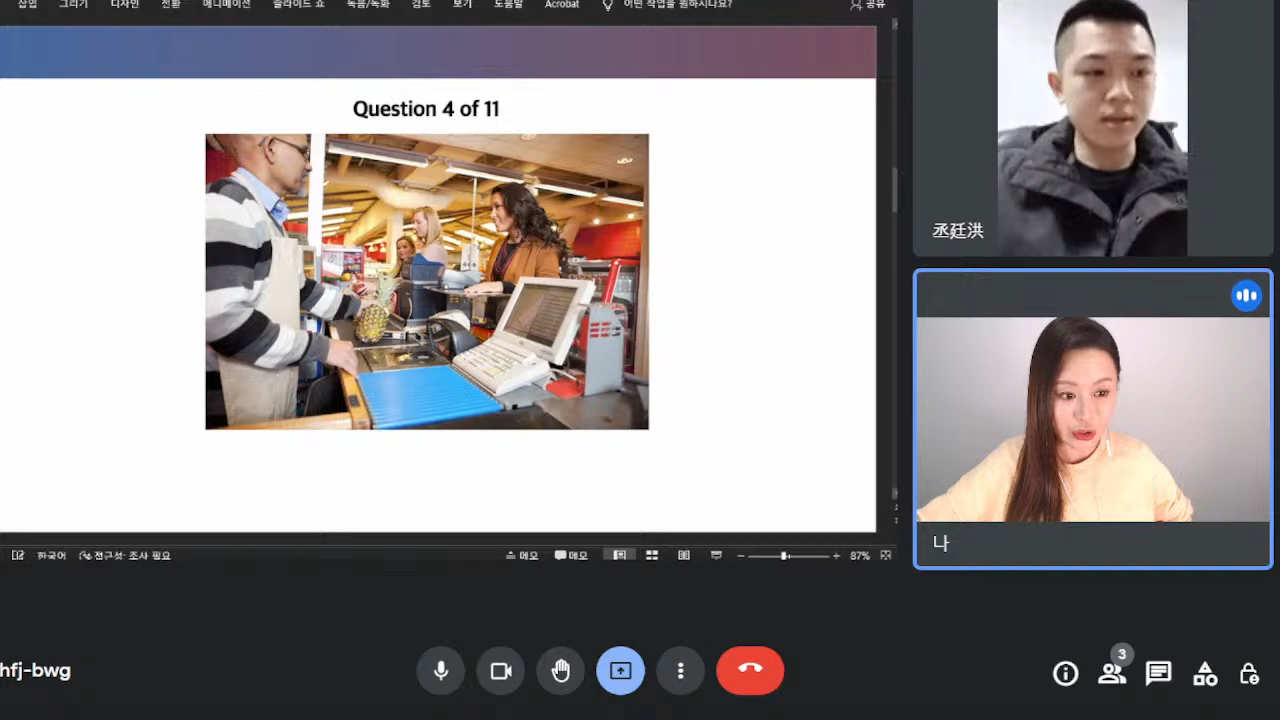 삽입 그리기 디자인 전환 애니메이션 슬라이드 쇼 녹음/녹화 검토 보기 도움말 Acrobat 어떤 작업을 원하시나요? 공유
Question 4 of 11
丞廷洪
나
한국어 접근성: 조사 필요 메모 메모 87%
hfj-bwg
3